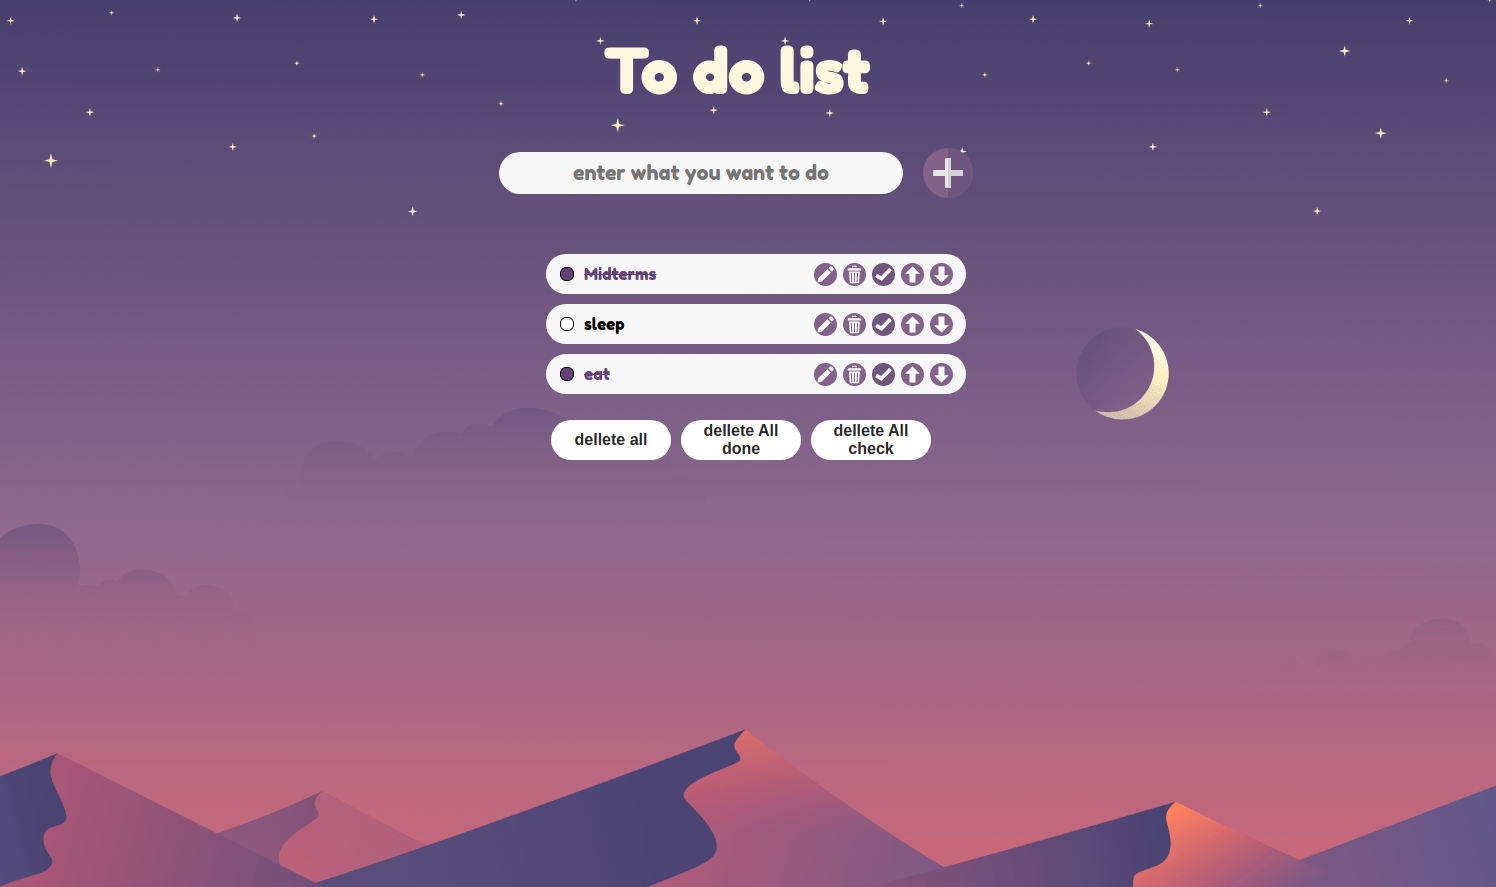 To do list
enter what you want to do
Midterms
sleep
eat
dellete all
dellete All
done
dellete All
check